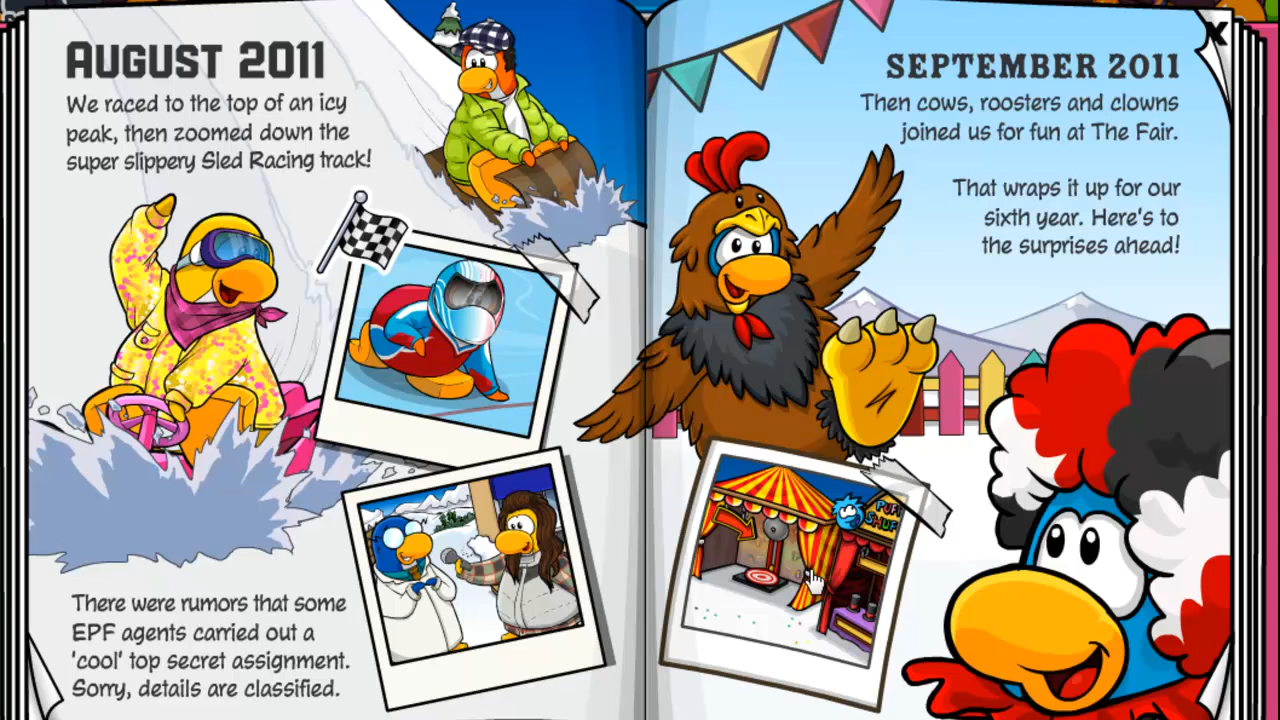 AUGUST 2011
We raced to the top of an icy
peak, then zoomed down the
super slippery Sled Racing track!
There were rumors that some
EPF agents carried out a
'cool' top secret assignment.
Sorry, details are classified.
SEPTEMBER 2011
Then cows, roosters and clowns
joined us for fun at The Fair.
That wraps it up for our
sixth year. Here's to
the surprises ahead!
X